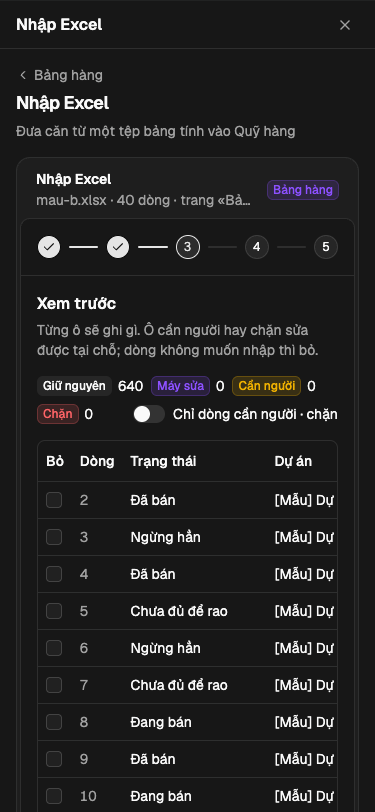 Nhập Excel
Bảng hàng
Nhập Excel
Đưa căn từ một tệp bảng tính vào Quỹ hàng
Nhập Excel
mau-b.xlsx · 40 dòng · trang «Bả…
Bảng hàng
3 4 5
Xem trước
Từng ô sẽ ghi gì. Ô cần người hay chặn sửa
được tại chỗ; dòng không muốn nhập thì bỏ.
Giữ nguyên 640 Máy sửa 0 Cần người 0
Chặn 0 Chỉ dòng cần người · chặn
Bỏ Dòng Trạng thái Dự án
2 Đã bán [Mẫu] Dự
3 Ngừng hẳn [Mẫu] Dự
4 Đã bán [Mẫu] Dự
5 Chưa đủ để rao [Mẫu] Dự
6 Ngừng hẳn [Mẫu] Dự
7 Chưa đủ để rao [Mẫu] Dự
8 Đang bán [Mẫu] Dự
9 Đã bán [Mẫu] Dự
10 Đang bán [Mẫu] Dự